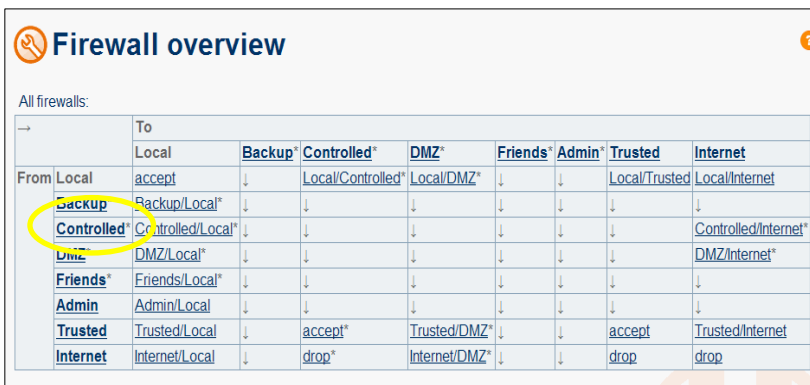 Firewall overview
?
All firewalls:
→ To
Local Backup* Controlled* DMZ* Friends* Admin* Trusted Internet
From Local accept ↓ Local/Controlled* Local/DMZ* ↓ ↓ Local/Trusted Local/Internet
Backup Backup/Local* ↓ ↓ ↓ ↓ ↓ ↓ ↓
Controlled* Controlled/Local* ↓ ↓ ↓ ↓ ↓ ↓ Controlled/Internet*
DMZ* DMZ/Local* ↓ ↓ ↓ ↓ ↓ ↓ DMZ/Internet*
Friends* Friends/Local* ↓ ↓ ↓ ↓ ↓ ↓ ↓
Admin Admin/Local ↓ ↓ ↓ ↓ ↓ ↓ ↓
Trusted Trusted/Local ↓ accept* Trusted/DMZ* ↓ ↓ accept Trusted/Internet
Internet Internet/Local ↓ drop* Internet/DMZ* ↓ ↓ drop drop